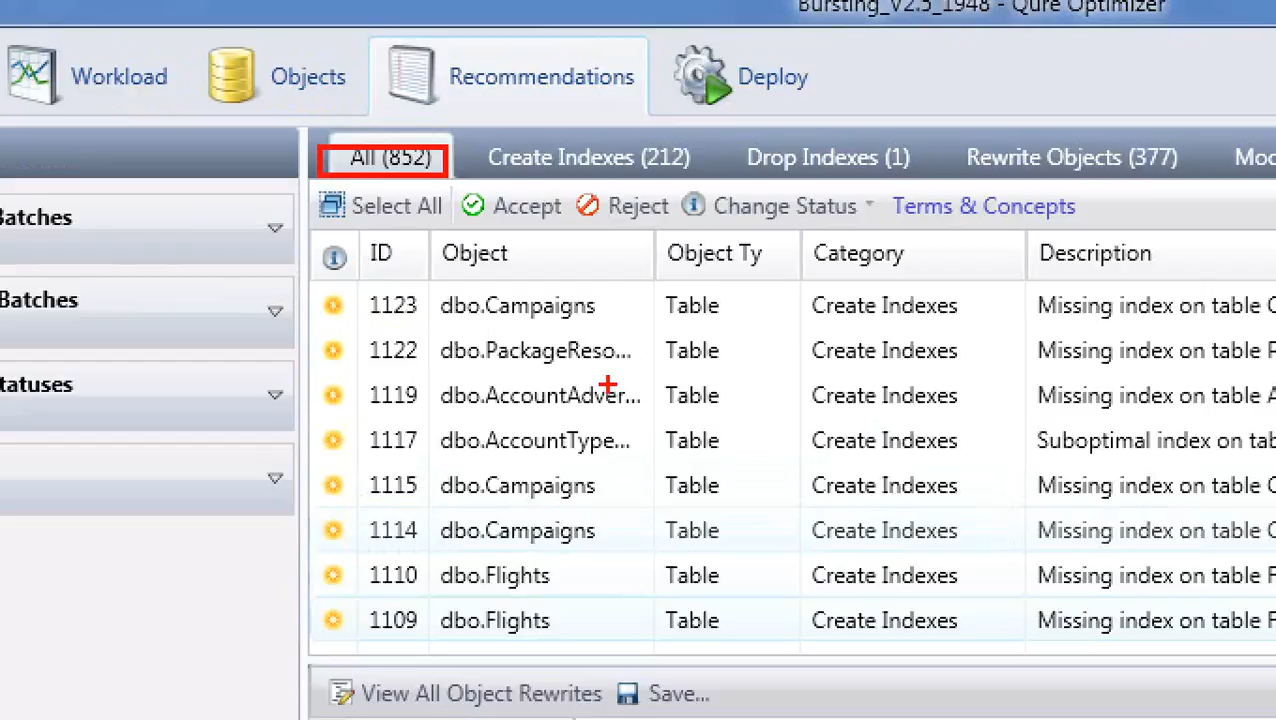 Bursting_V2.5_1948 - Qure Optimizer
Workload Objects Recommendations Deploy
All (852) Create Indexes (212) Drop Indexes (1) Rewrite Objects (377) Moc
Select All Accept Reject Change Status Terms & Concepts
Batches
Batches
tatuses
ID Object Object Ty Category Description
1123 dbo.Campaigns Table Create Indexes Missing index on table C
1122 dbo.PackageReso... Table Create Indexes Missing index on table P
1119 dbo.AccountAdver... Table Create Indexes Missing index on table A
1117 dbo.AccountType... Table Create Indexes Suboptimal index on tab
1115 dbo.Campaigns Table Create Indexes Missing index on table C
1114 dbo.Campaigns Table Create Indexes Missing index on table C
1110 dbo.Flights Table Create Indexes Missing index on table F
1109 dbo.Flights Table Create Indexes Missing index on table F
View All Object Rewrites Save...